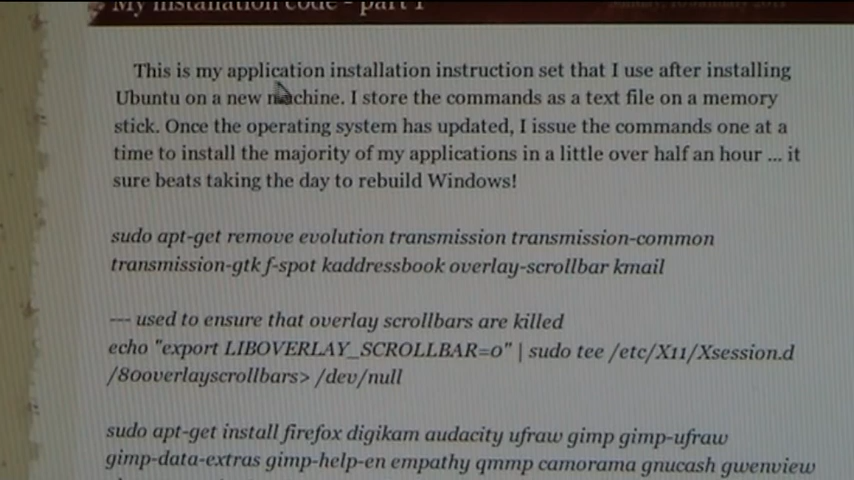 My installation code - part 1
This is my application installation instruction set that I use after installing
Ubuntu on a new machine. I store the commands as a text file on a memory
stick. Once the operating system has updated, I issue the commands one at a
time to install the majority of my applications in a little over half an hour ... it
sure beats taking the day to rebuild Windows!
sudo apt-get remove evolution transmission transmission-common
transmission-gtk f-spot kaddressbook overlay-scrollbar kmail
--- used to ensure that overlay scrollbars are killed
echo "export LIBOVERLAY_SCROLLBAR=0" | sudo tee /etc/X11/Xsession.d
/80overlayscrollbars> /dev/null
sudo apt-get install firefox digikam audacity ufraw gimp gimp-ufraw
gimp-data-extras gimp-help-en empathy qmmp camorama gnucash gwenview